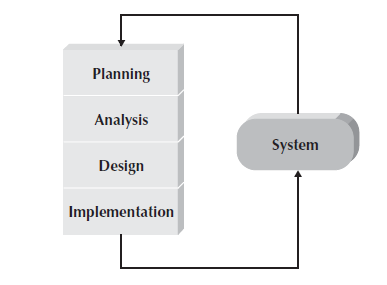 Planning
Analysis
Design
Implementation
System